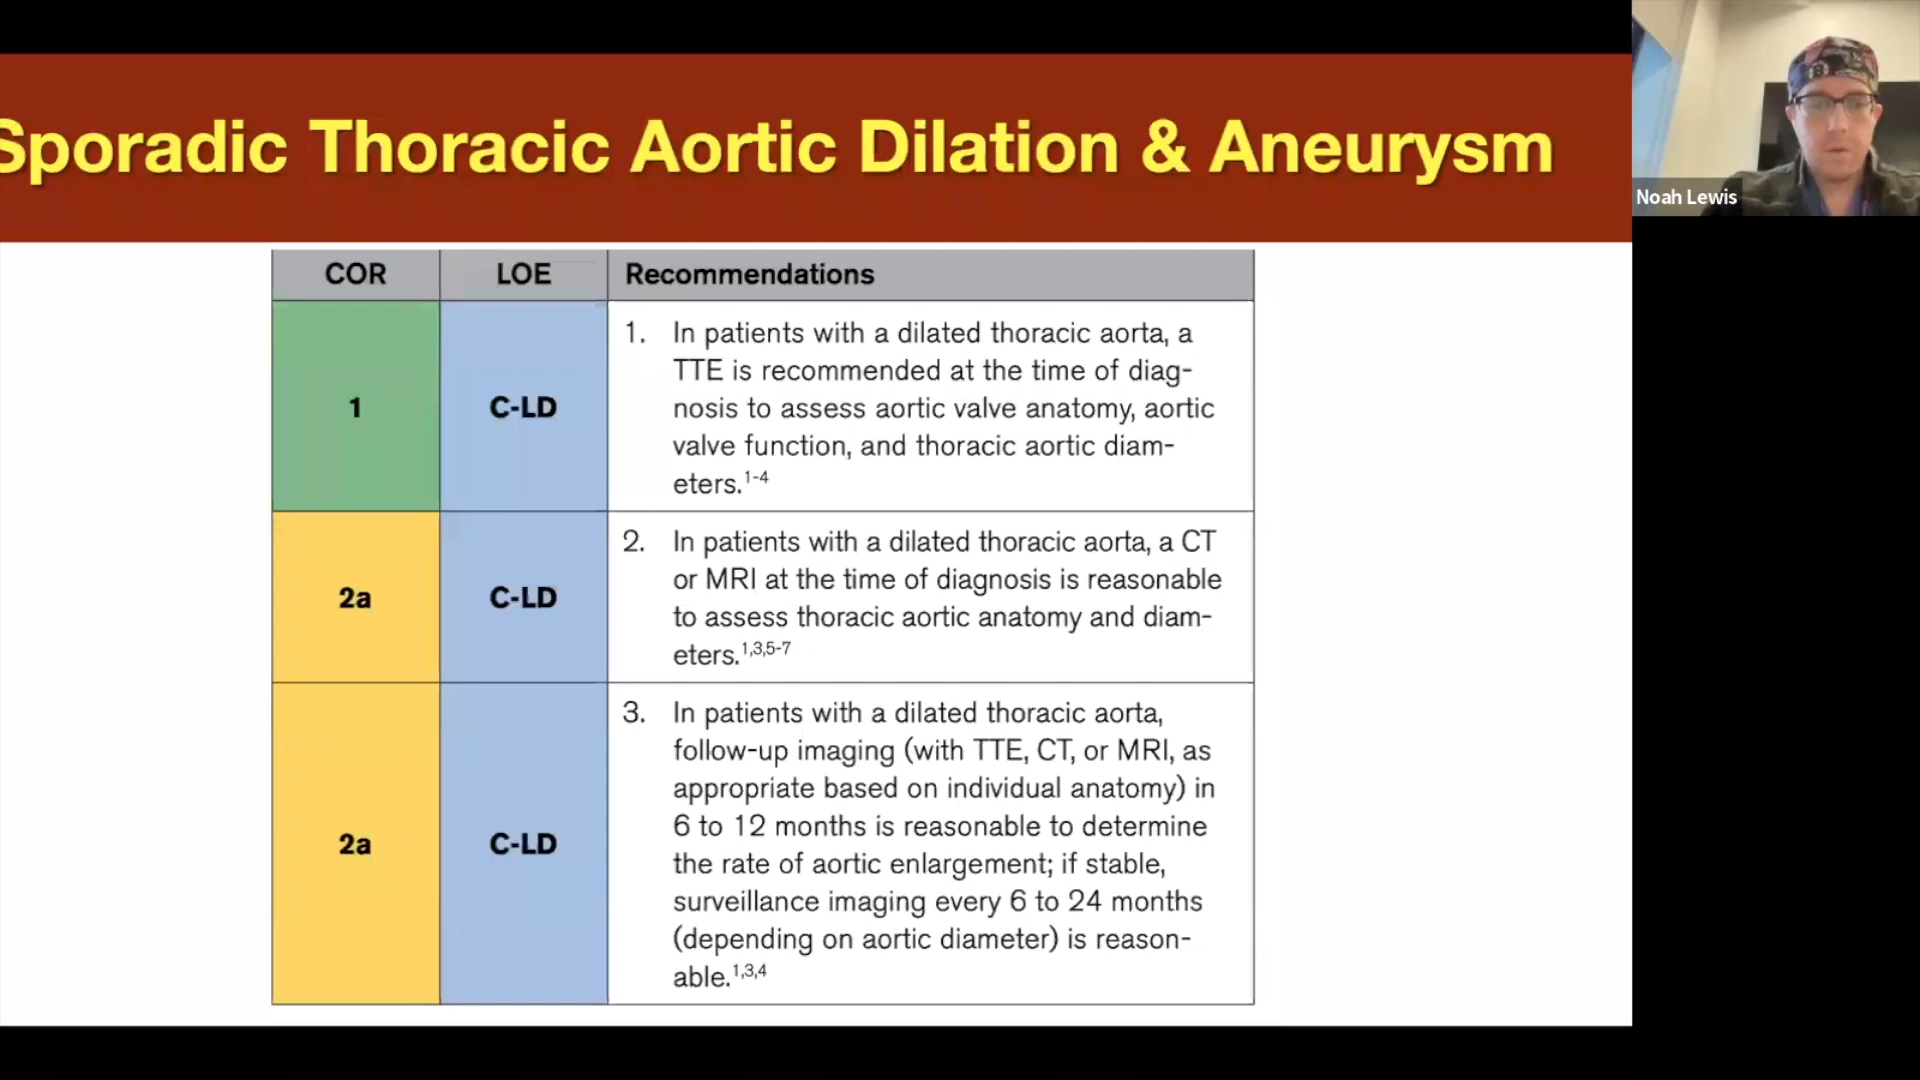 Sporadic Thoracic Aortic Dilation & Aneurysm
Noah Lewis
COR LOE Recommendations
1 C-LD
1. In patients with a dilated thoracic aorta, a
TTE is recommended at the time of diag-
nosis to assess aortic valve anatomy, aortic
valve function, and thoracic aortic diam-
eters.1-4
2a C-LD
2. In patients with a dilated thoracic aorta, a CT
or MRI at the time of diagnosis is reasonable
to assess thoracic aortic anatomy and diam-
eters.1,3,5-7
2a C-LD
3. In patients with a dilated thoracic aorta,
follow-up imaging (with TTE, CT, or MRI, as
appropriate based on individual anatomy) in
6 to 12 months is reasonable to determine
the rate of aortic enlargement; if stable,
surveillance imaging every 6 to 24 months
(depending on aortic diameter) is reason-
able.1,3,4